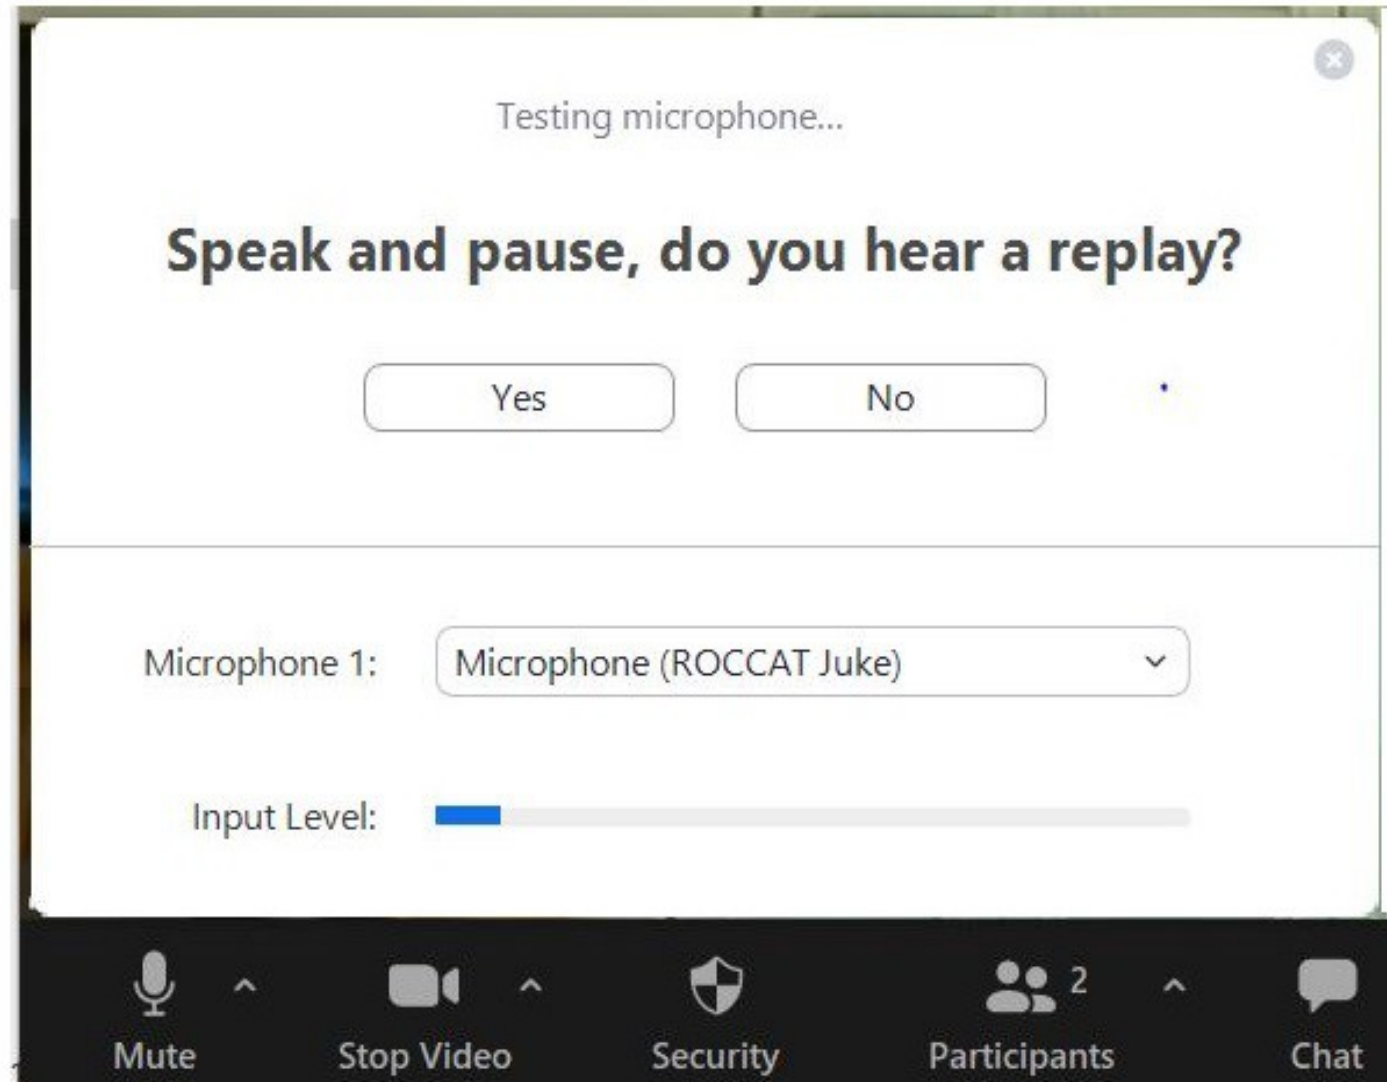 Testing microphone...
Speak and pause, do you hear a replay?
Yes No
Microphone 1: Microphone (ROCCAT Juke)
Input Level:
2
Mute Stop Video Security Participants Chat